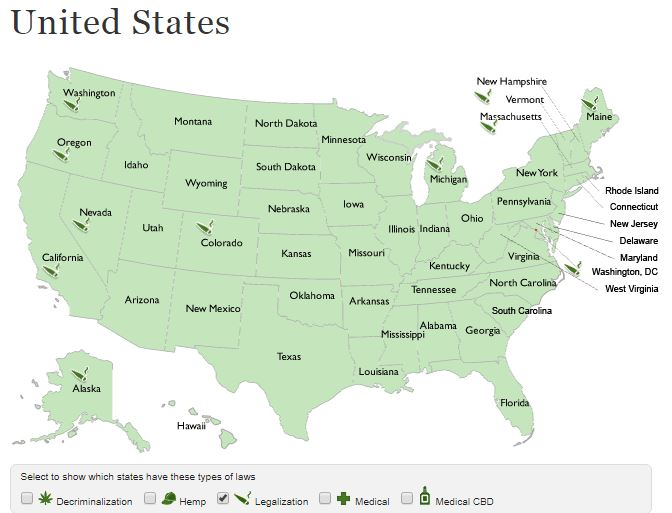 United States
Washington
Montana
North Dakota
Minnesota
New Hampshire
Vermont
Massachusetts
Maine
Oregon
Idaho
South Dakota
Wisconsin
Michigan
New York
Wyoming
Rhode Island
Connecticut
Nevada
Nebraska
Iowa
Pennsylvania
Utah
Colorado
Illinois
Indiana
Ohio
New Jersey
Delaware
California
Kansas
Missouri
Kentucky
Virginia
Maryland
Washington, DC
West Virginia
Arizona
New Mexico
Oklahoma
Arkansas
Tennessee
North Carolina
South Carolina
Mississippi
Alabama
Georgia
Texas
Louisiana
Alaska
Hawaii
Florida
Select to show which states have these types of laws
Decriminalization Hemp Legalization Medical Medical CBD